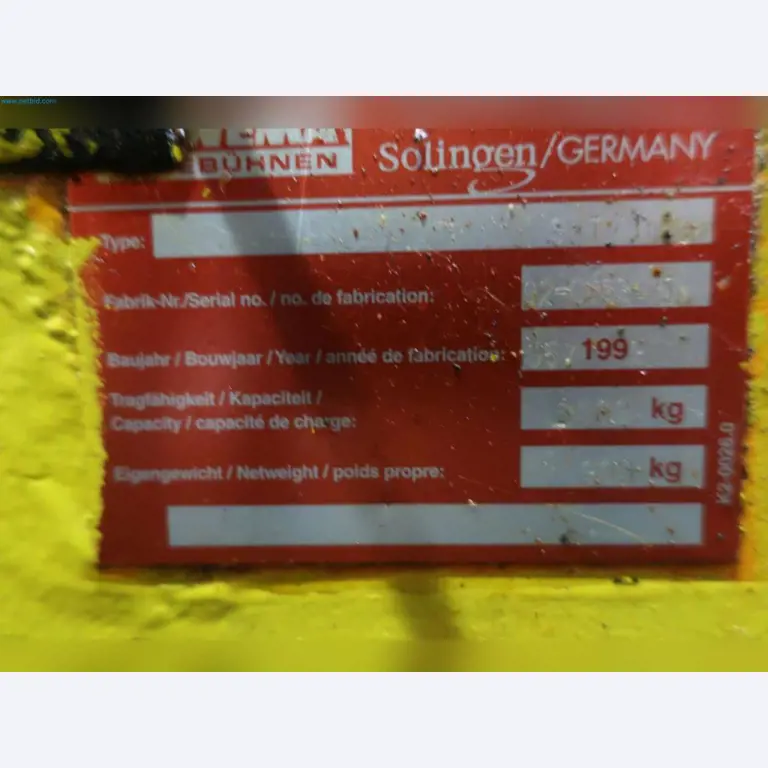 www.netbid.com
BÜHNEN
Solingen/GERMANY
Type:
Fabrik-Nr./Serial no. / no. de fabrication:
Baujahr / Bouwjaar / Year / année de fabrication: 199
Tragfähigkeit / Kapaciteit /
Capacity / capacité de charge: kg
Eigengewicht / Netweight / poids propre: kg
K2-0026.0